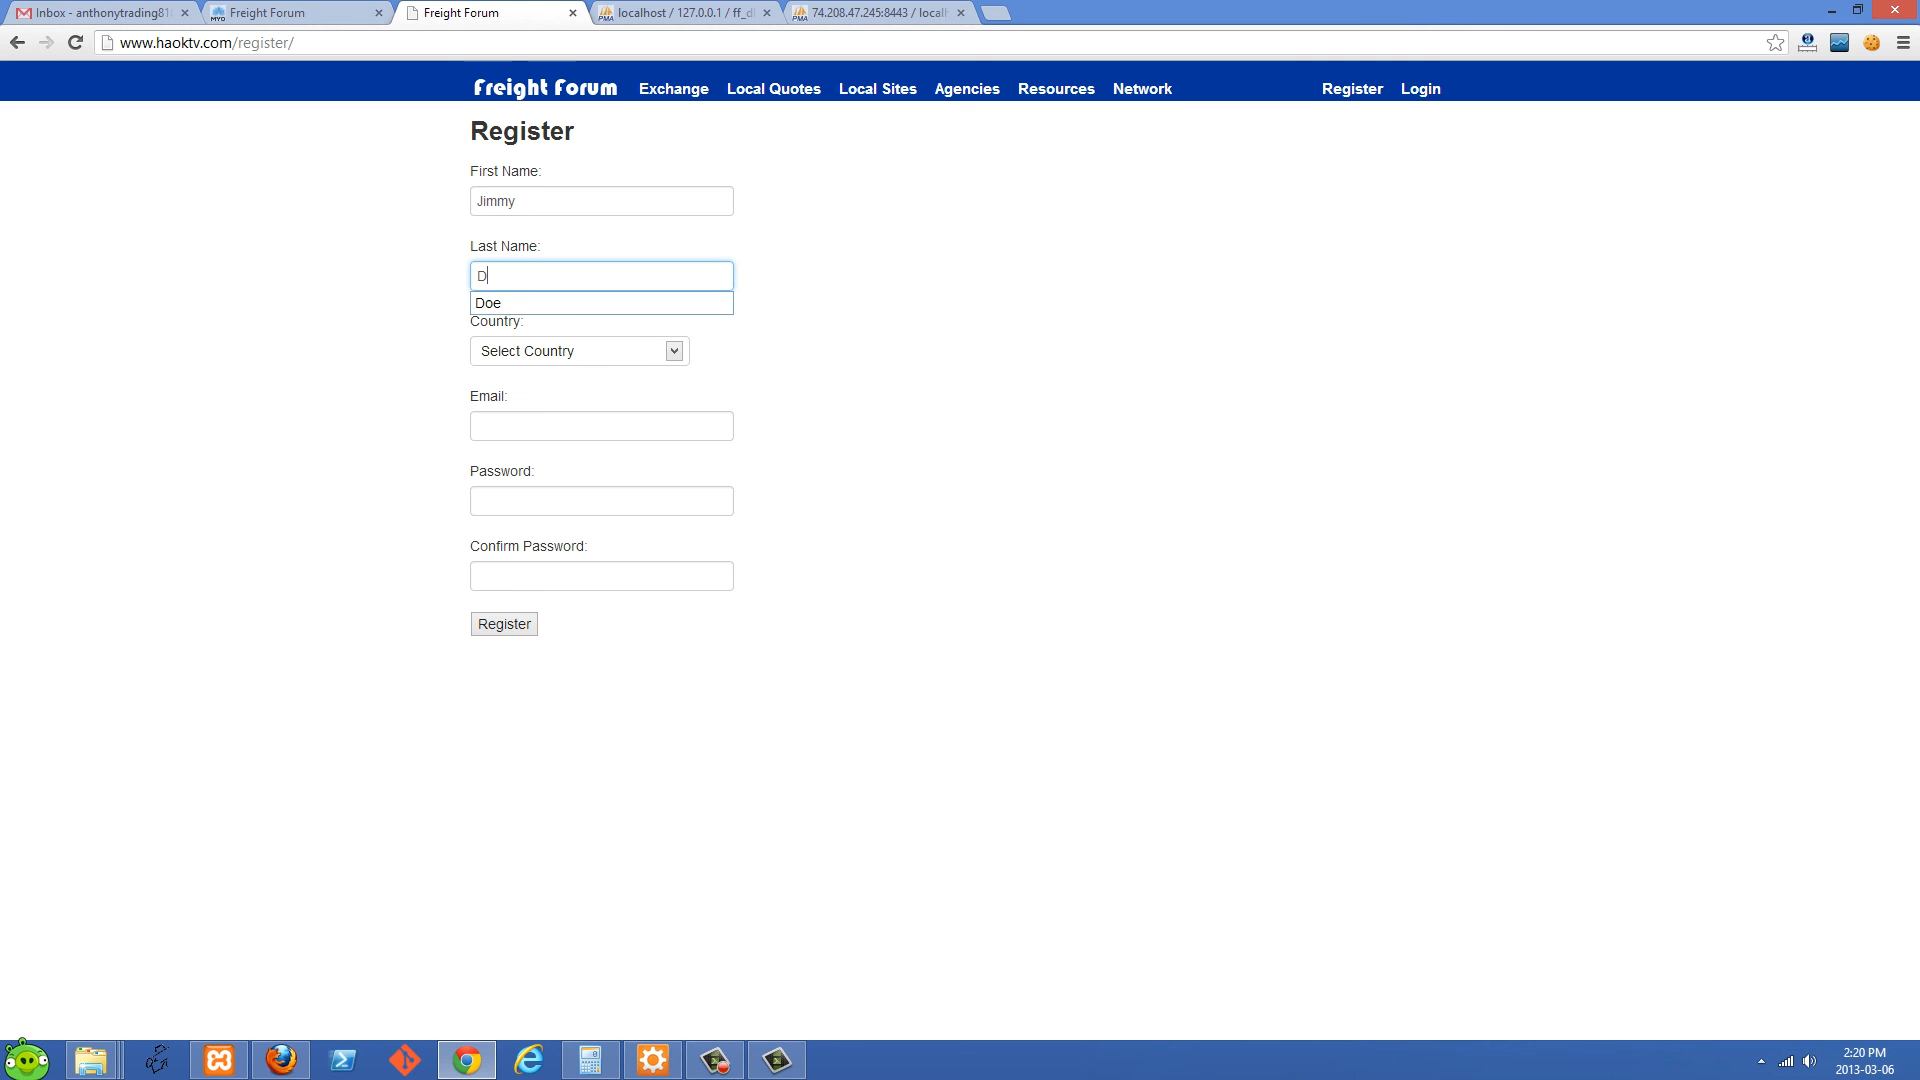 Inbox - anthonytrading81
Freight Forum
Freight Forum
localhost / 127.0.0.1 / ff_d
74.208.47.245:8443 / local
www.haoktv.com/register/
Freight Forum Exchange Local Quotes Local Sites Agencies Resources Network Register Login
Register
First Name:
Jimmy
Last Name:
D
Doe
Country:
Select Country
Email:
Password:
Confirm Password:
Register
2:20 PM
2013-03-06